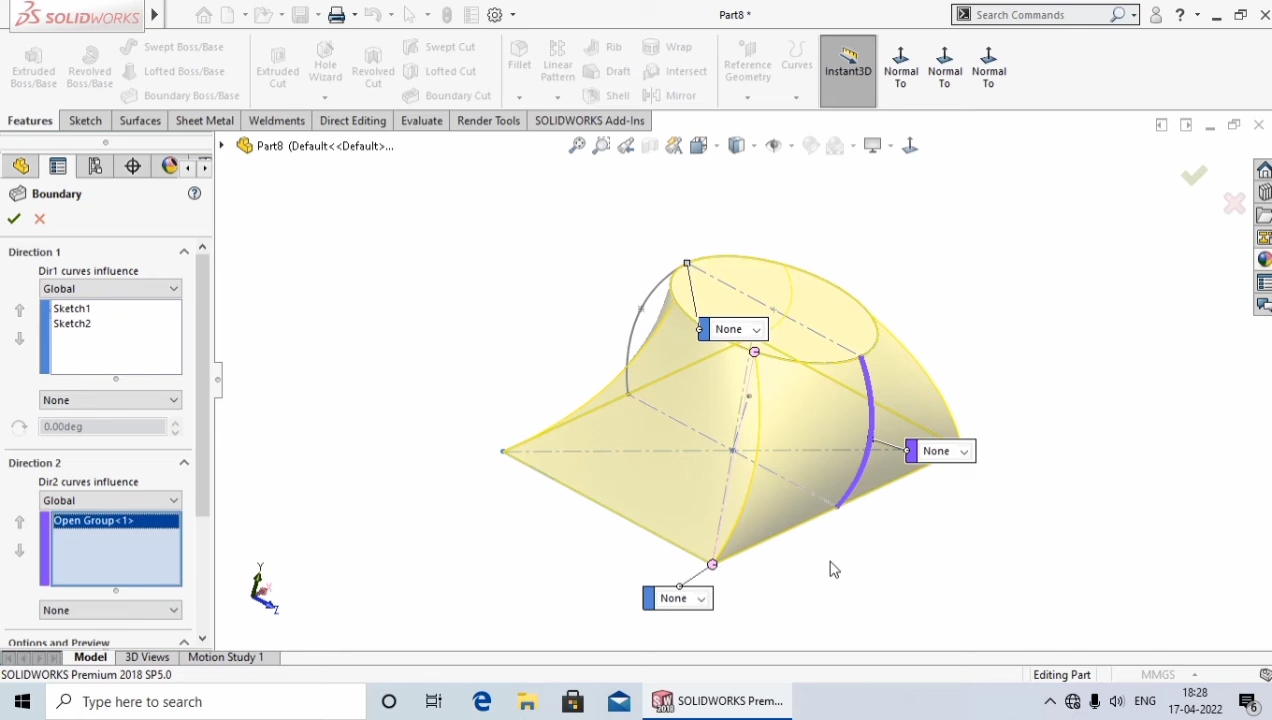 SOLIDWORKS
Part8 *
Search Commands
Extruded Boss/Base
Revolved Boss/Base
Swept Boss/Base
Lofted Boss/Base
Boundary Boss/Base
Extruded Cut
Hole Wizard
Revolved Cut
Swept Cut
Lofted Cut
Boundary Cut
Fillet
Linear Pattern
Rib
Draft
Shell
Wrap
Intersect
Mirror
Reference Geometry
Curves
Instant3D
Normal To
Normal To
Normal To
Features
Sketch
Surfaces
Sheet Metal
Weldments
Direct Editing
Evaluate
Render Tools
SOLIDWORKS Add-Ins
Part8 (Default<<Default>...
Boundary
Direction 1
Dir1 curves influence
Global
Sketch1
Sketch2
None
0.00deg
Direction 2
Dir2 curves influence
Global
Open Group<1>
None
Options and Preview
None
None
None
Y
X
Z
Model
3D Views
Motion Study 1
SOLIDWORKS Premium 2018 SP5.0
Editing Part
MMGS
Type here to search
SW
2018
SOLIDWORKS Prem...
ENG
18:28
17-04-2022
6